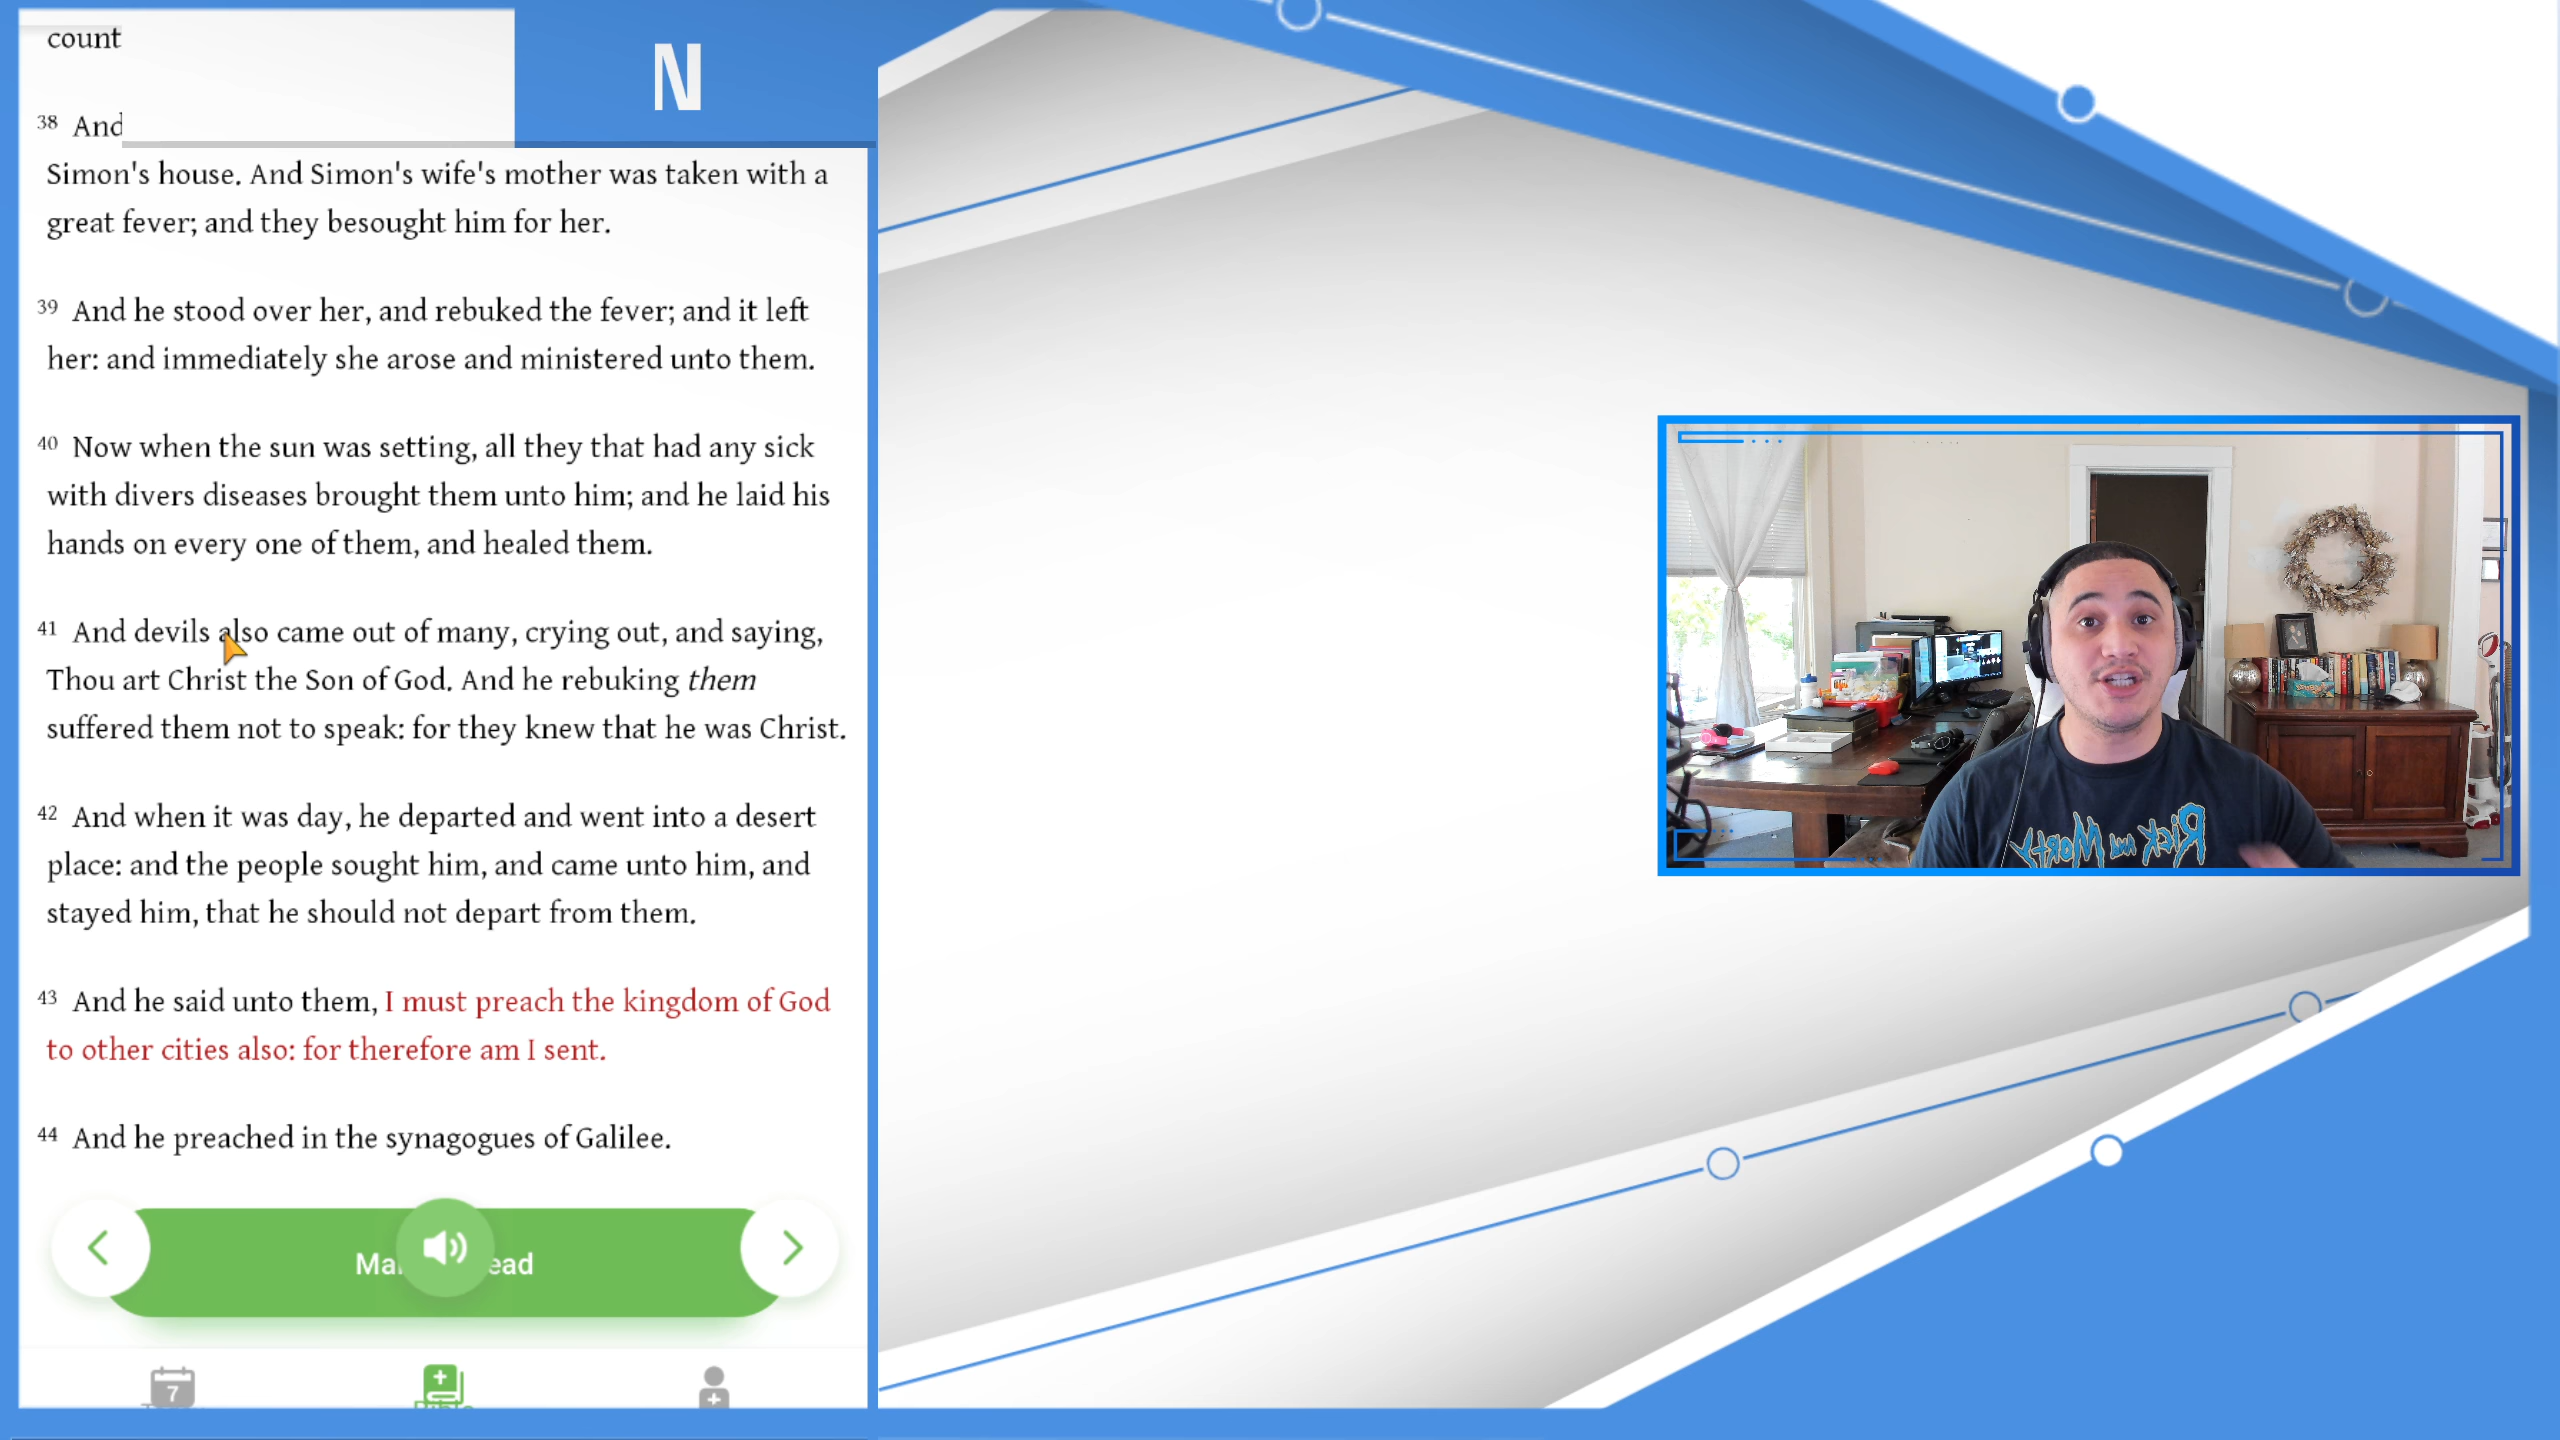 count
N
38 And
Simon's house. And Simon's wife's mother was taken with a
great fever; and they besought him for her.
39 And he stood over her, and rebuked the fever; and it left
her: and immediately she arose and ministered unto them.
40 Now when the sun was setting, all they that had any sick
with divers diseases brought them unto him; and he laid his
hands on every one of them, and healed them.
41 And devils also came out of many, crying out, and saying,
Thou art Christ the Son of God. And he rebuking them
suffered them not to speak: for they knew that he was Christ.
42 And when it was day, he departed and went into a desert
place: and the people sought him, and came unto him, and
stayed him, that he should not depart from them.
43 And he said unto them, I must preach the kingdom of God
to other cities also: for therefore am I sent.
44 And he preached in the synagogues of Galilee.
7
Rick and Morty